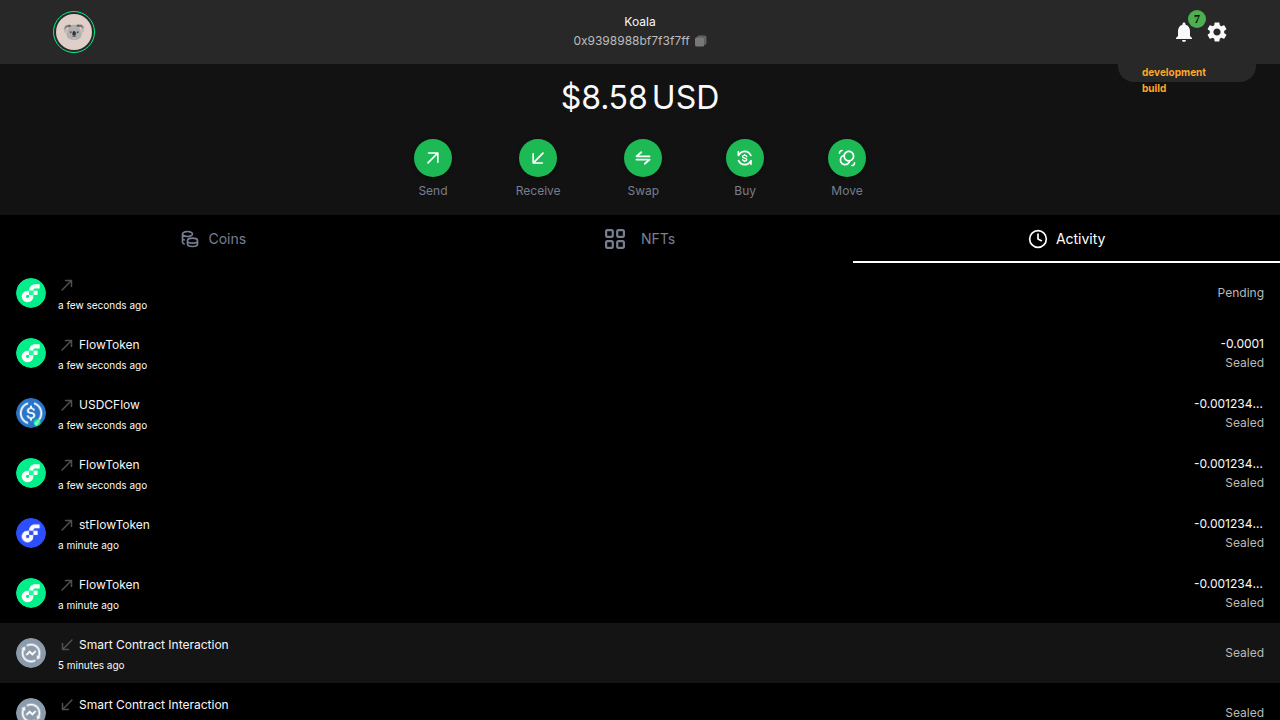 Koala
0x9398988bf7f3f7ff
7
development
build
$8.58 USD
Send
Receive
Swap
Buy
Move
Coins
NFTs
Activity
a few seconds ago
Pending
FlowToken
-0.0001
a few seconds ago
Sealed
USDCFlow
-0.001234...
a few seconds ago
Sealed
FlowToken
-0.001234...
a few seconds ago
Sealed
stFlowToken
-0.001234...
a minute ago
Sealed
FlowToken
-0.001234...
a minute ago
Sealed
Smart Contract Interaction
5 minutes ago
Sealed
Smart Contract Interaction
Sealed